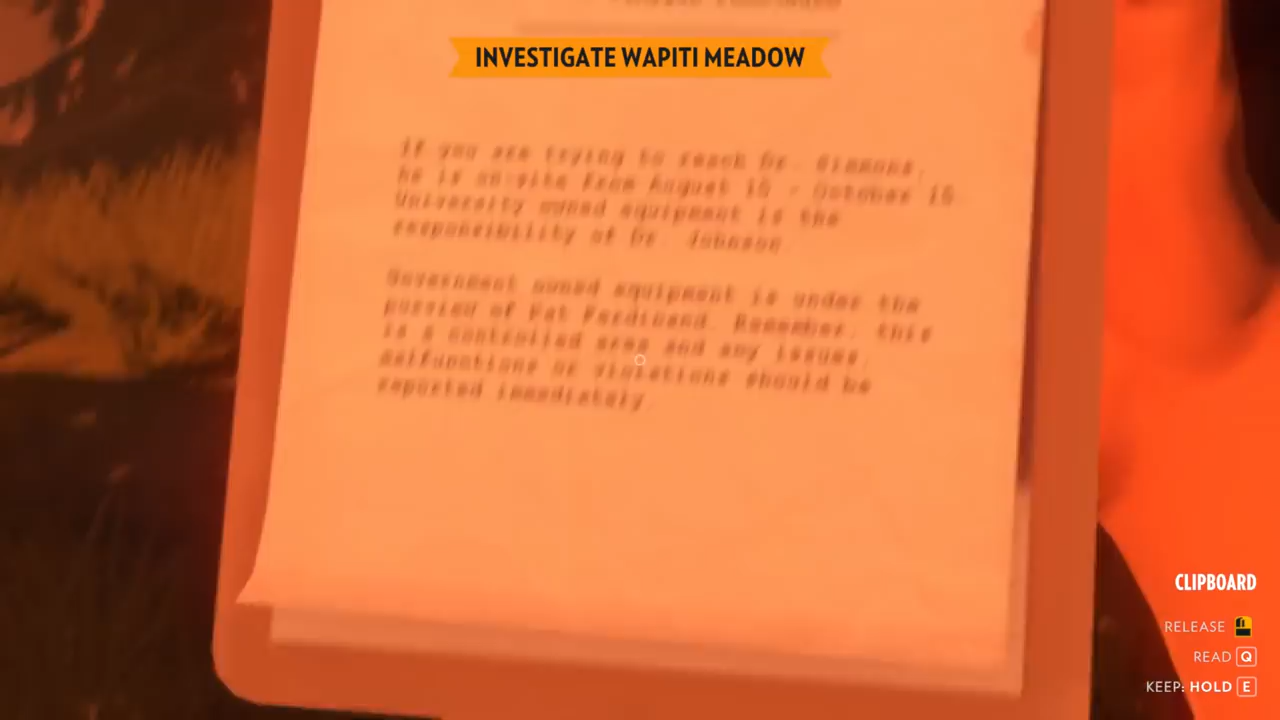 INVESTIGATE WAPITI MEADOW
If you are trying to reach Dr. Simmons,
he is on-site from August 15 - October 15.
University owned equipment is the
responsibility of Dr. Johnson.
Government owned equipment is under the
purview of Pat Ferdinand. Remember, this
is a controlled area and any issues,
malfunctions or violations should be
reported immediately.
CLIPBOARD
RELEASE
READ Q
KEEP: HOLD E